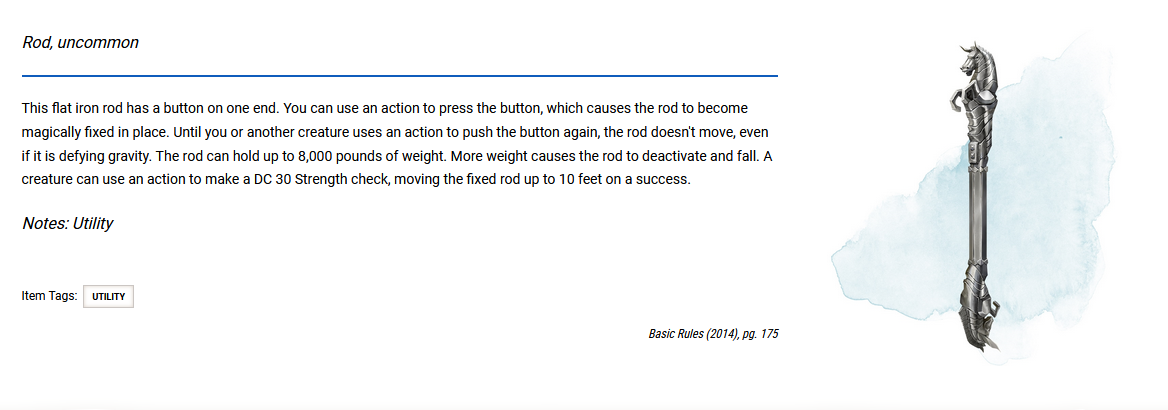 Rod, uncommon
This flat iron rod has a button on one end. You can use an action to press the button, which causes the rod to become
magically fixed in place. Until you or another creature uses an action to push the button again, the rod doesn't move, even
if it is defying gravity. The rod can hold up to 8,000 pounds of weight. More weight causes the rod to deactivate and fall. A
creature can use an action to make a DC 30 Strength check, moving the fixed rod up to 10 feet on a success.
Notes: Utility
Item Tags: UTILITY
Basic Rules (2014), pg. 175